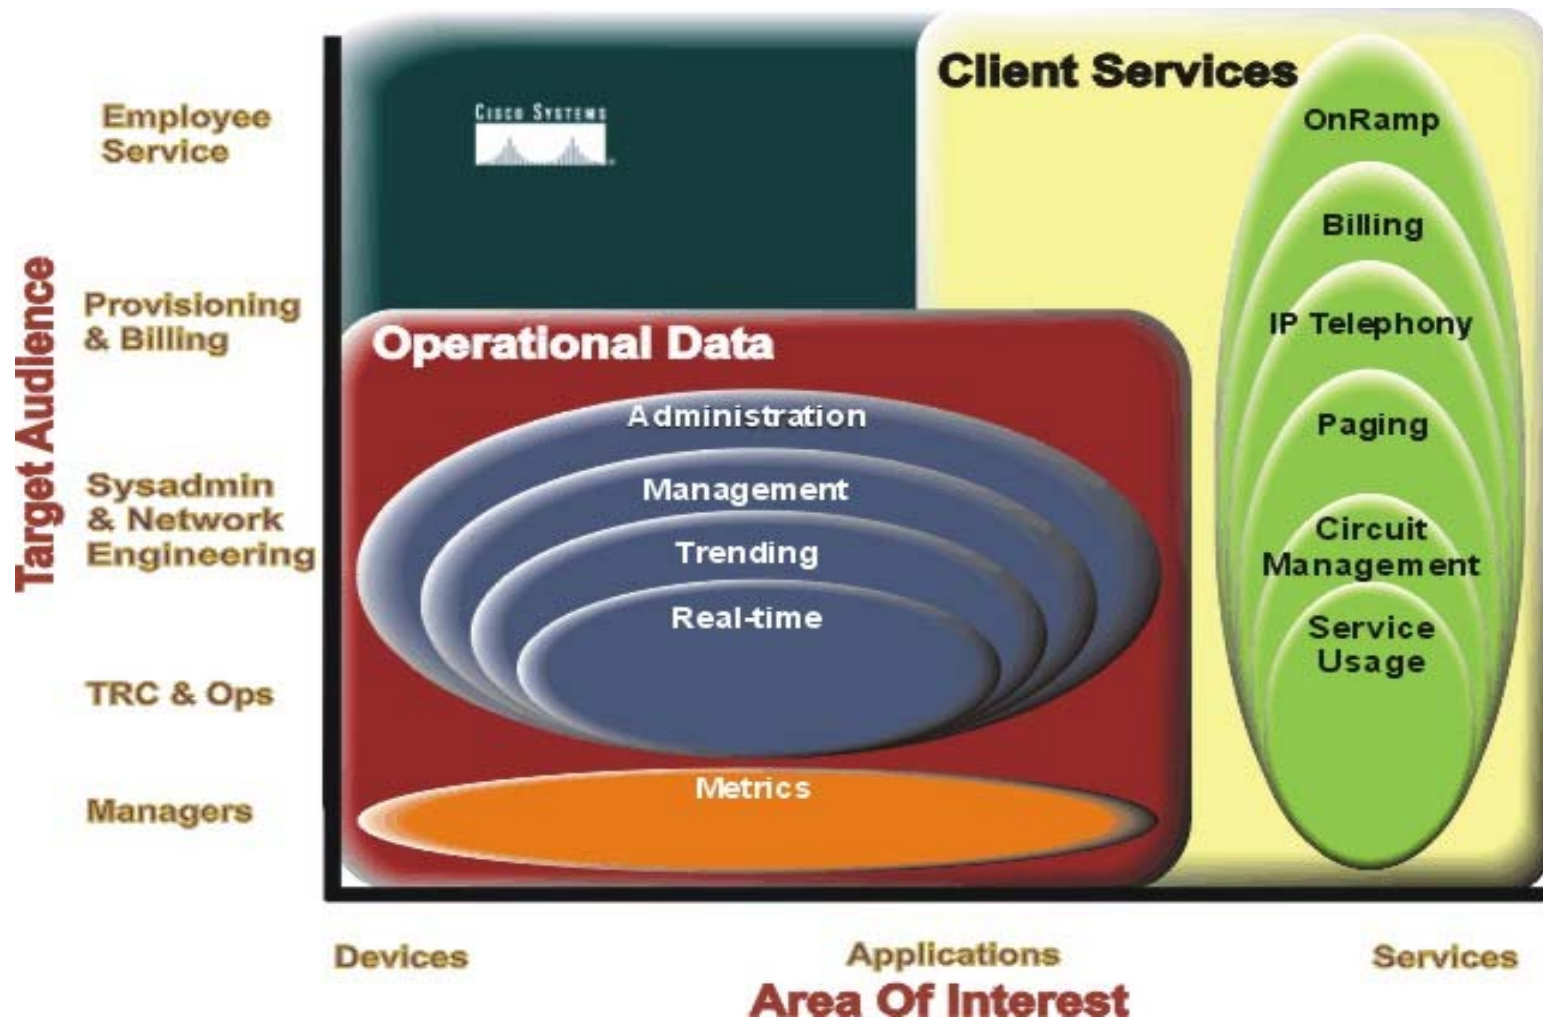 Client Services
CISCO SYSTEMS
Employee
Service
OnRamp
Billing
Provisioning
& Billing
IP Telephony
Operational Data
Target Audience
Administration
Paging
Sysadmin
& Network
Engineering
Management
Circuit
Management
Trending
Real-time
Service
Usage
TRC & Ops
Metrics
Managers
Devices
Applications
Services
Area Of Interest